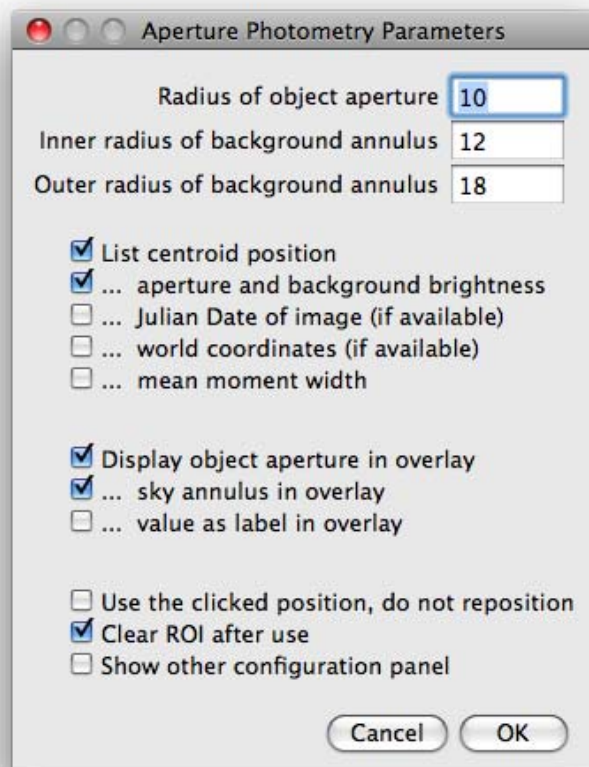 Aperture Photometry Parameters
Radius of object aperture 10
Inner radius of background annulus 12
Outer radius of background annulus 18
List centroid position
... aperture and background brightness
... Julian Date of image (if available)
... world coordinates (if available)
... mean moment width
Display object aperture in overlay
... sky annulus in overlay
... value as label in overlay
Use the clicked position, do not reposition
Clear ROI after use
Show other configuration panel
Cancel OK